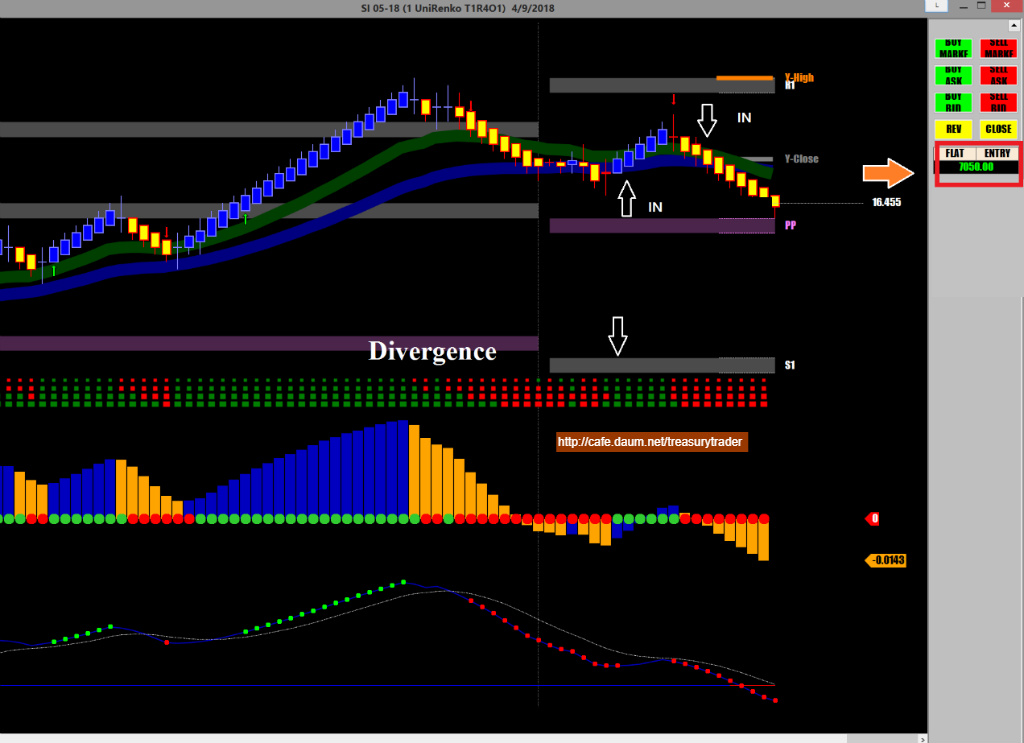 SI 05-18 (1 UniRenko T1R4O1)  4/9/2018
L
BUY MARKE
SELL MARKE
BUY ASK
SELL ASK
BUY BID
SELL BID
REV
CLOSE
FLAT
ENTRY
7050.00
Y-High
R1
IN
Y-Close
16.455
IN
PP
Divergence
S1
http://cafe.daum.net/treasurytrader
0
-0.0143